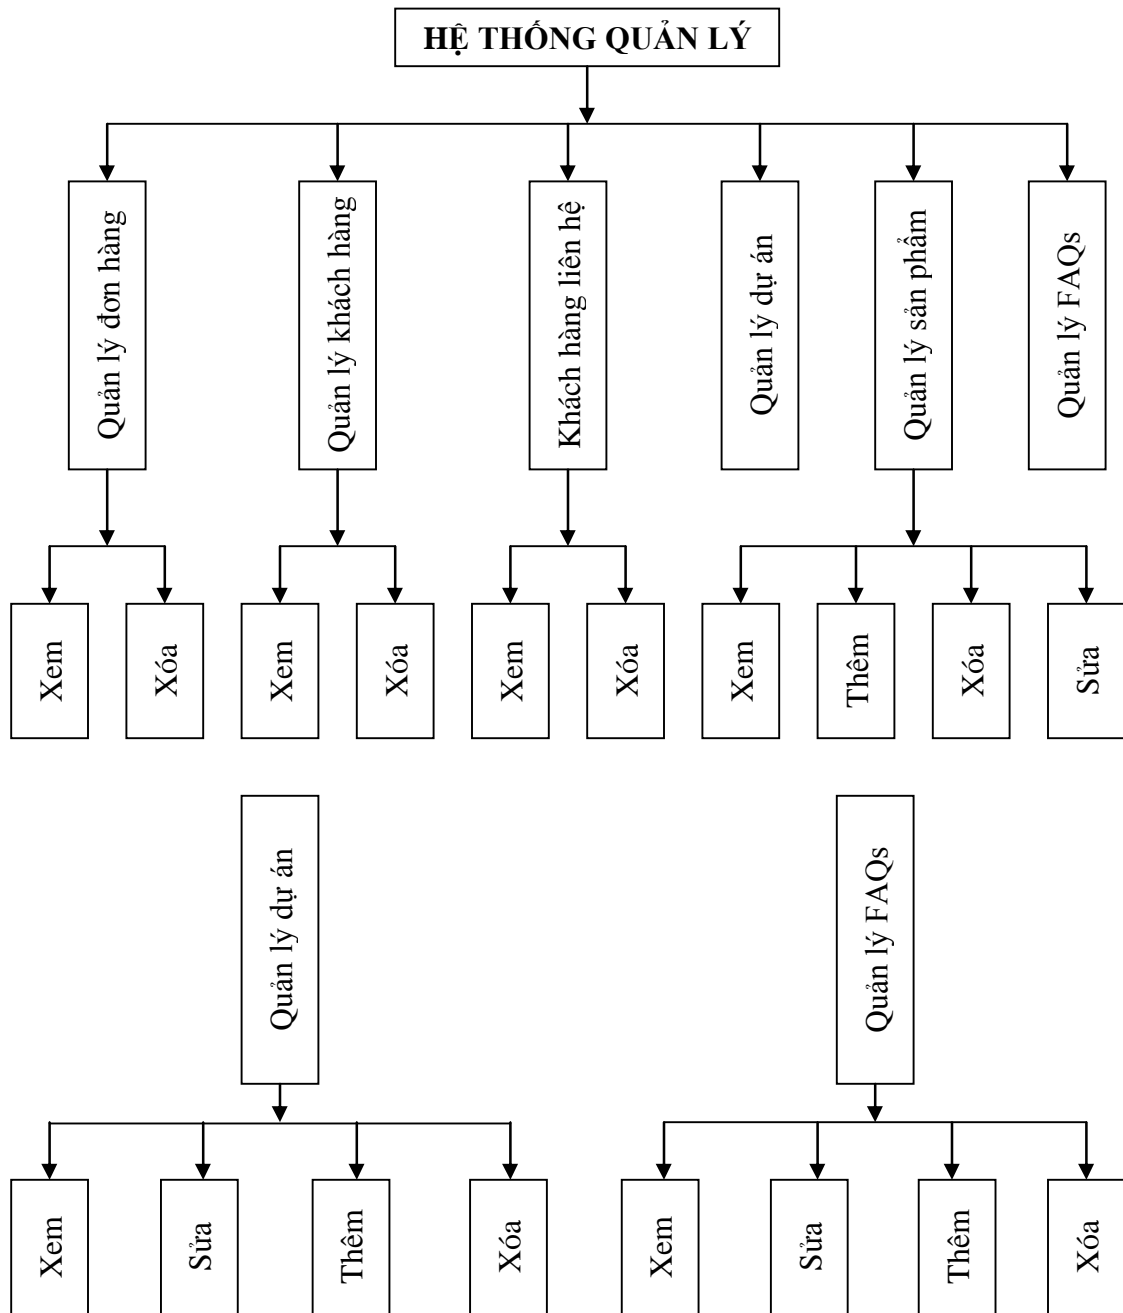 HỆ THỐNG QUẢN LÝ
Quản lý đơn hàng
Quản lý khách hàng
Khách hàng liên hệ
Quản lý dự án
Quản lý sản phẩm
Quản lý FAQs
Xem
Xóa
Xem
Xóa
Xem
Xóa
Xem
Thêm
Xóa
Sửa
Quản lý dự án
Quản lý FAQs
Xem
Sửa
Thêm
Xóa
Xem
Sửa
Thêm
Xóa